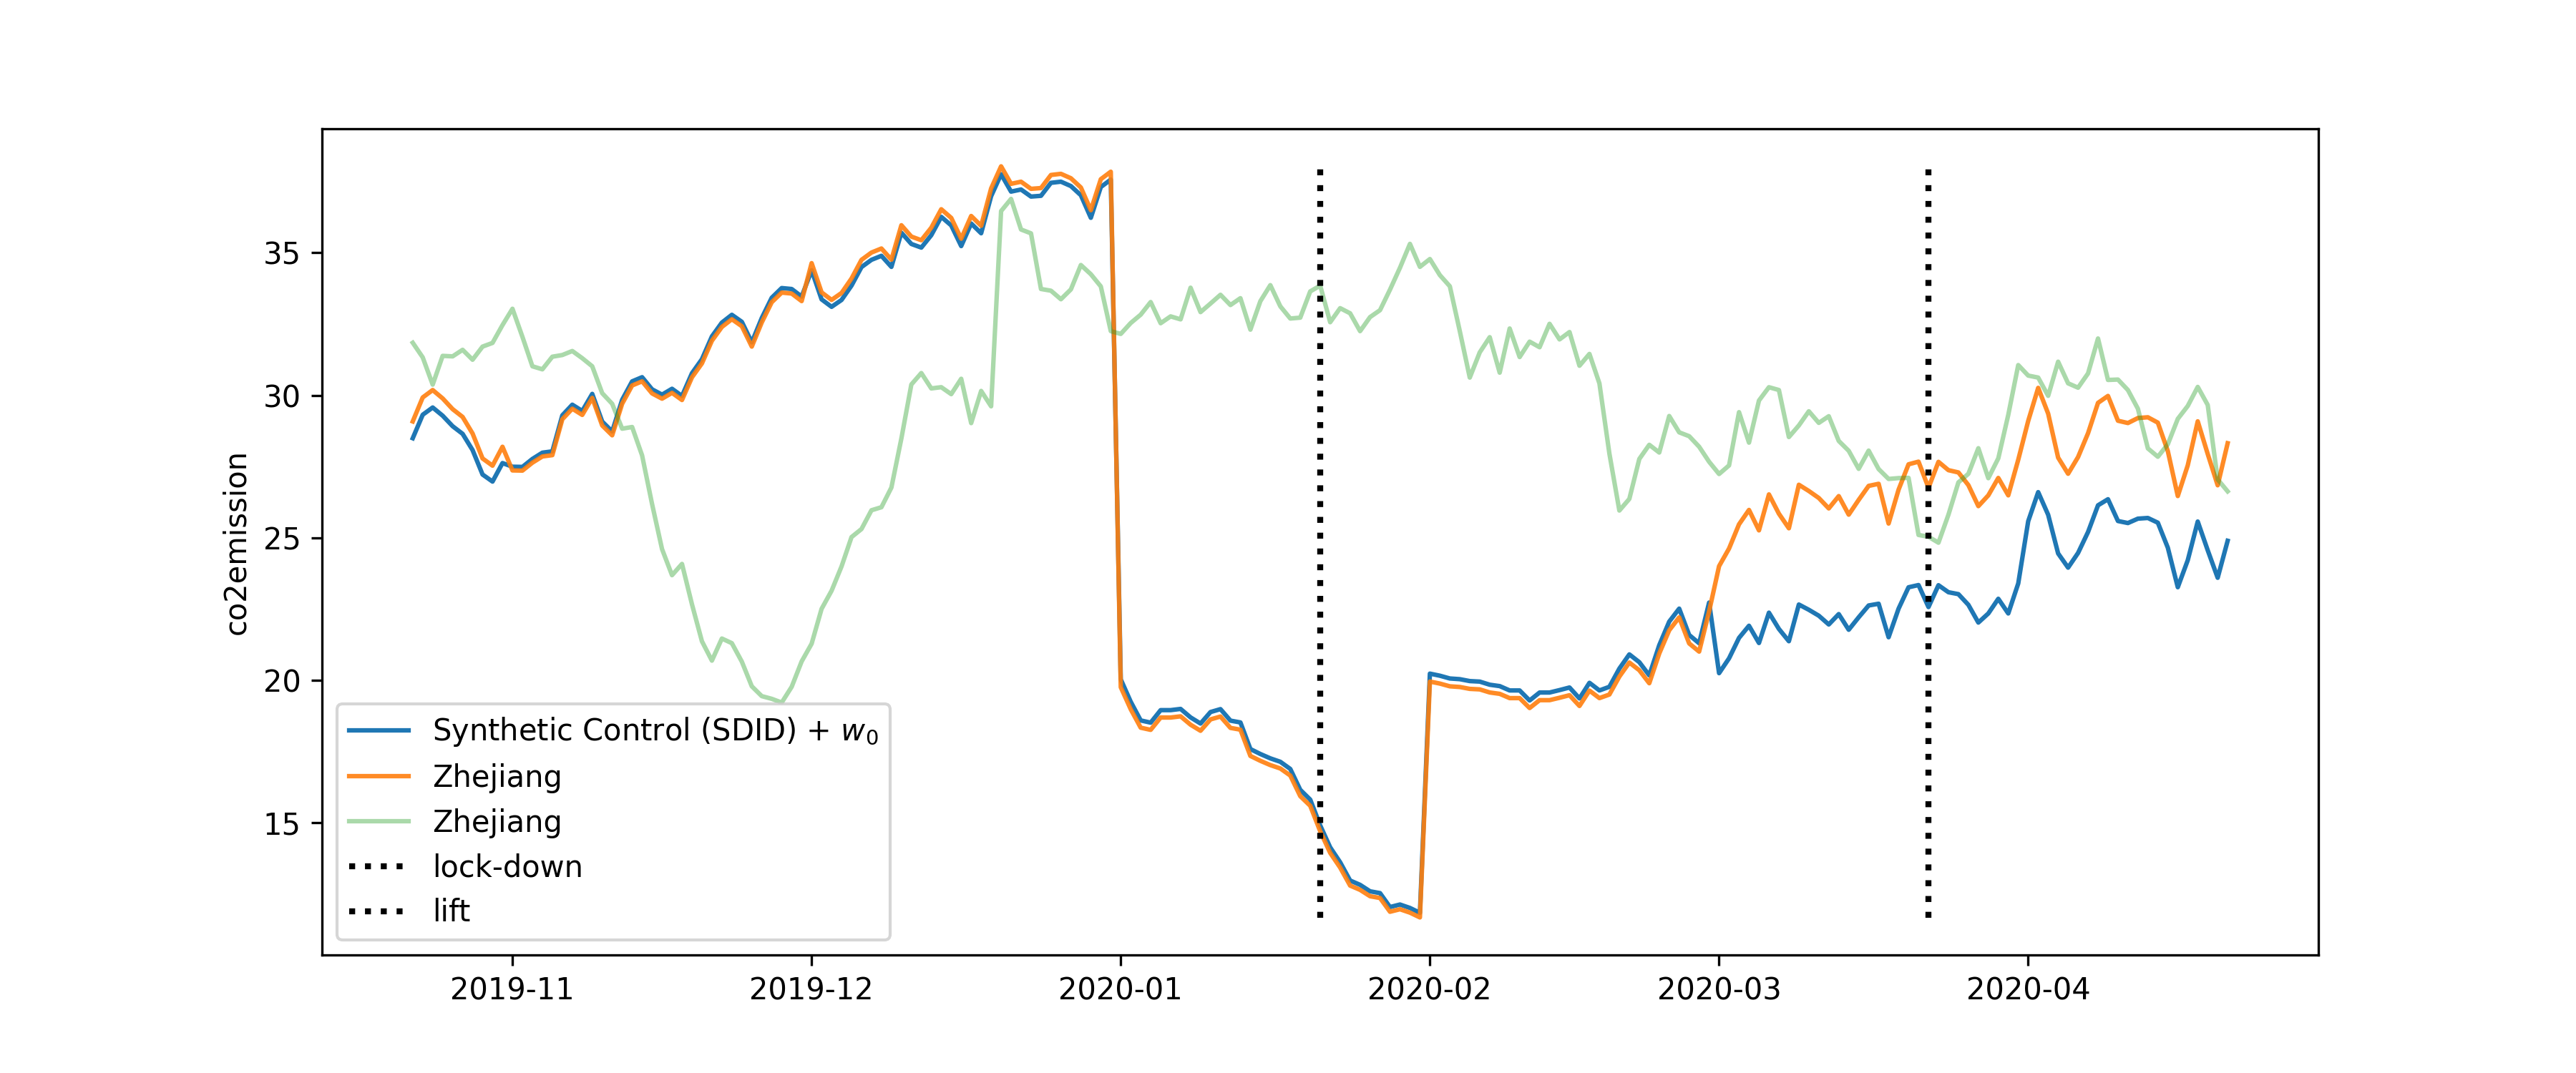 co2emission
35
30
25
20
15
Synthetic Control (SDID) + w₀
Zhejiang
Zhejiang
lock-down
lift
2019-11 2019-12 2020-01 2020-02 2020-03 2020-04